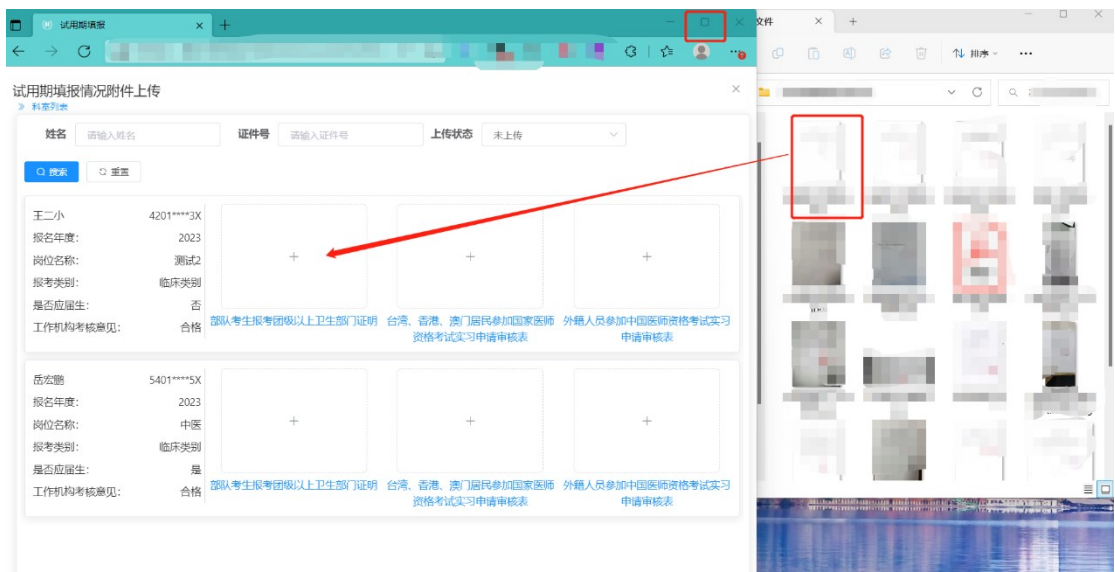 试用期填报
文件
排序
试用期填报情况附件上传
科室列表
姓名 请输入姓名 证件号 请输入证件号 上传状态 未上传
搜索 重置
王二小 4201****3X
报名年度: 2023
岗位名称: 测试2
报考类别: 临床类别
是否应届生: 否
工作机构考核意见: 合格
部队考生报考团级以上卫生部门证明
台湾、香港、澳门居民参加国家医师
资格考试实习申请审核表
外籍人员参加中国医师资格考试实习
申请审核表
岳宏鹏 5401****5X
报名年度: 2023
岗位名称: 中医
报考类别: 临床类别
是否应届生: 是
工作机构考核意见: 合格
部队考生报考团级以上卫生部门证明
台湾、香港、澳门居民参加国家医师
资格考试实习申请审核表
外籍人员参加中国医师资格考试实习
申请审核表